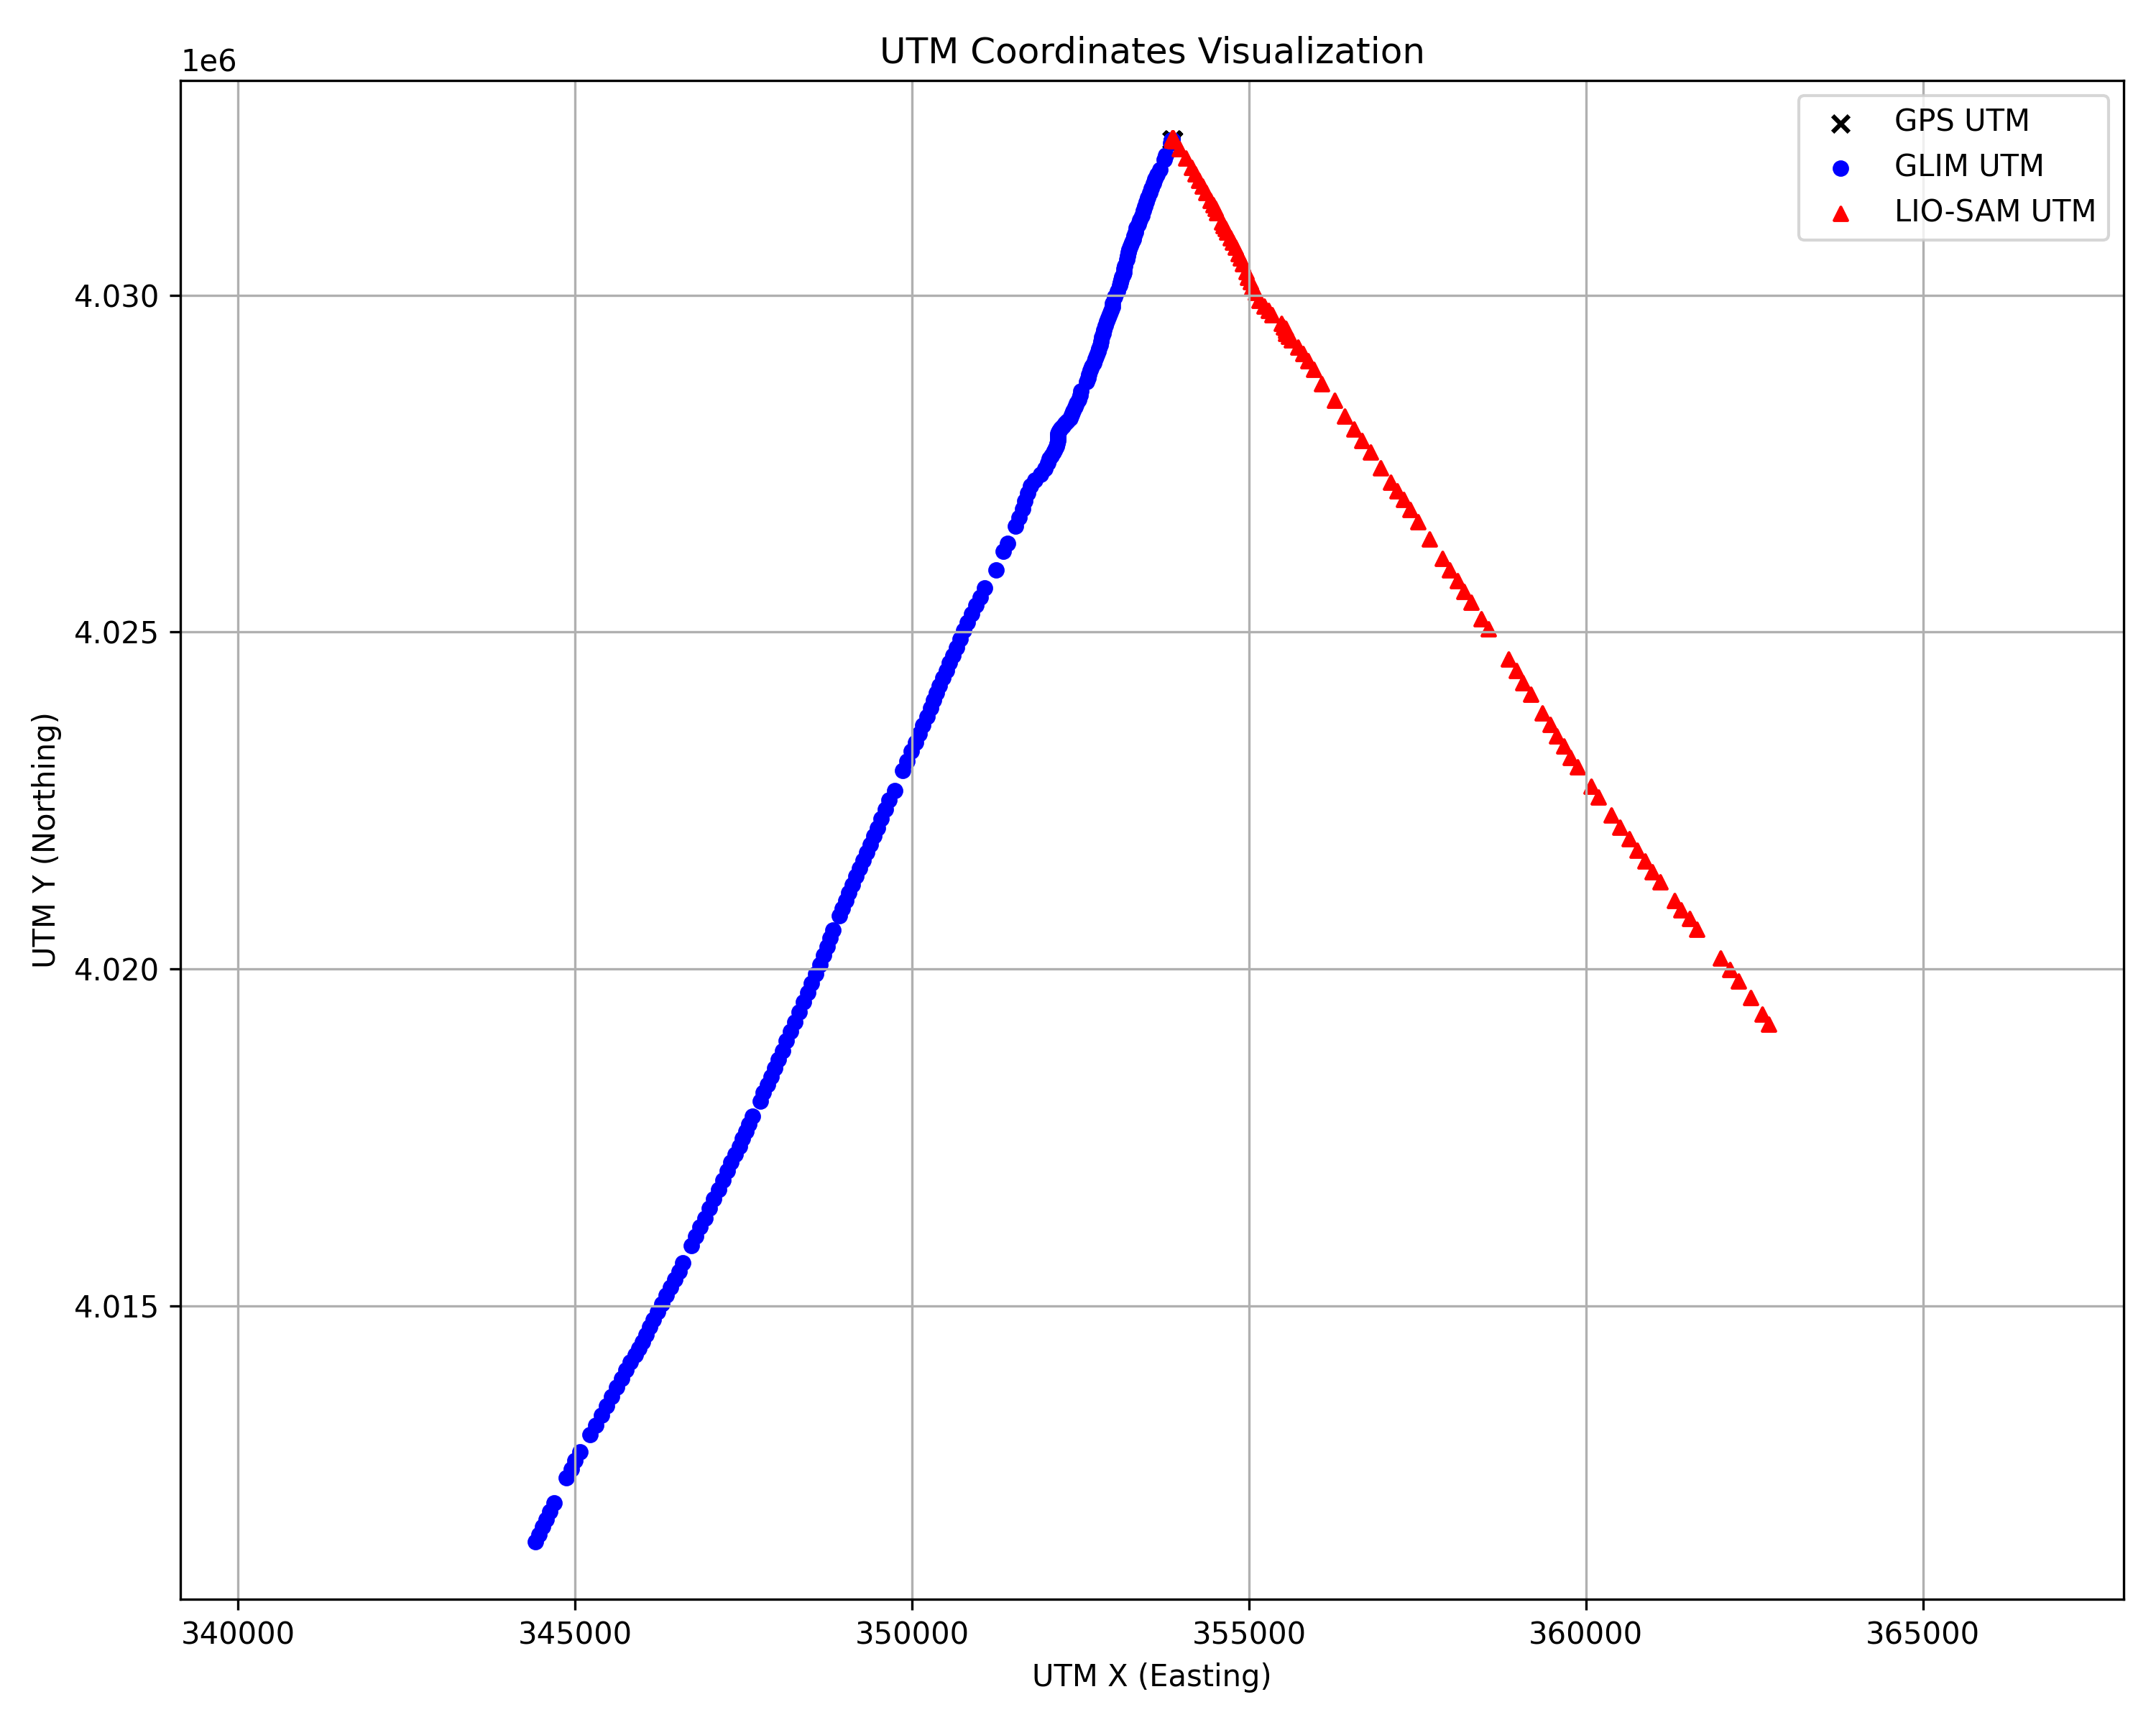 UTM Coordinates Visualization
1e6
GPS UTM
GLIM UTM
LIO-SAM UTM
4.030
4.025
4.020
4.015
UTM Y (Northing)
340000 345000 350000 355000 360000 365000
UTM X (Easting)